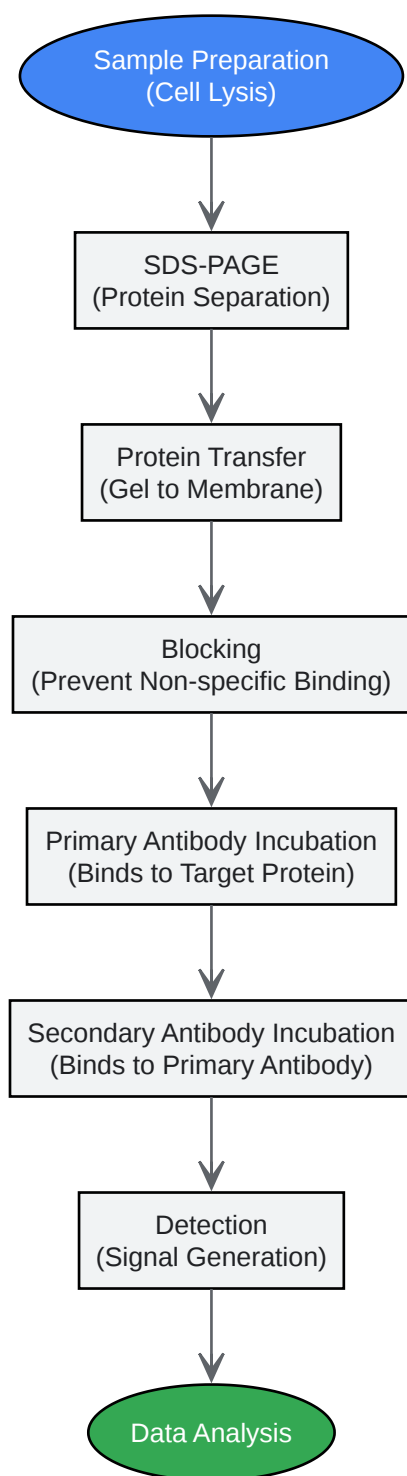 Sample Preparation
(Cell Lysis)
SDS-PAGE
(Protein Separation)
Protein Transfer
(Gel to Membrane)
Blocking
(Prevent Non-specific Binding)
Primary Antibody Incubation
(Binds to Target Protein)
Secondary Antibody Incubation
(Binds to Primary Antibody)
Detection
(Signal Generation)
Data Analysis